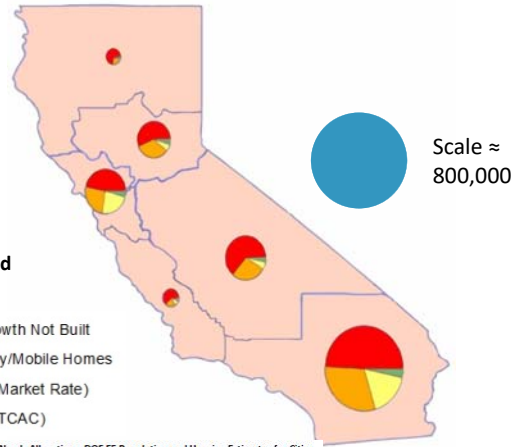 Scale ≈
800,000
d
wth Not Built
y/Mobile Homes
Market Rate)
TCAC)